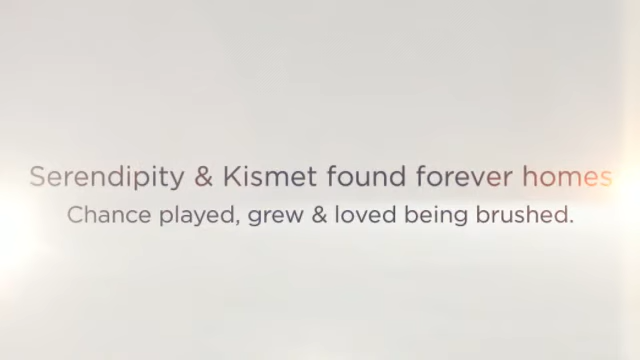 Serendipity & Kismet found forever homes
Chance played, grew & loved being brushed.